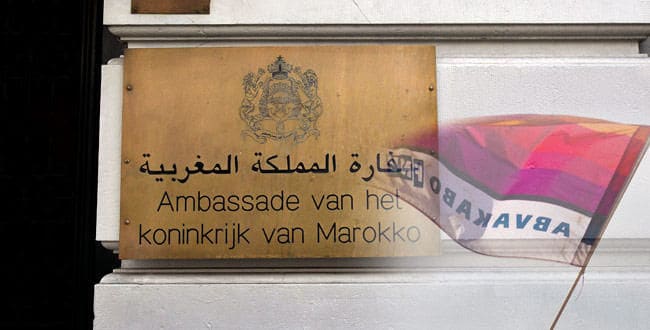 سفارة المملكة المغربية
Ambassade van het
koninkrijk van Marokko
ABVAKABO